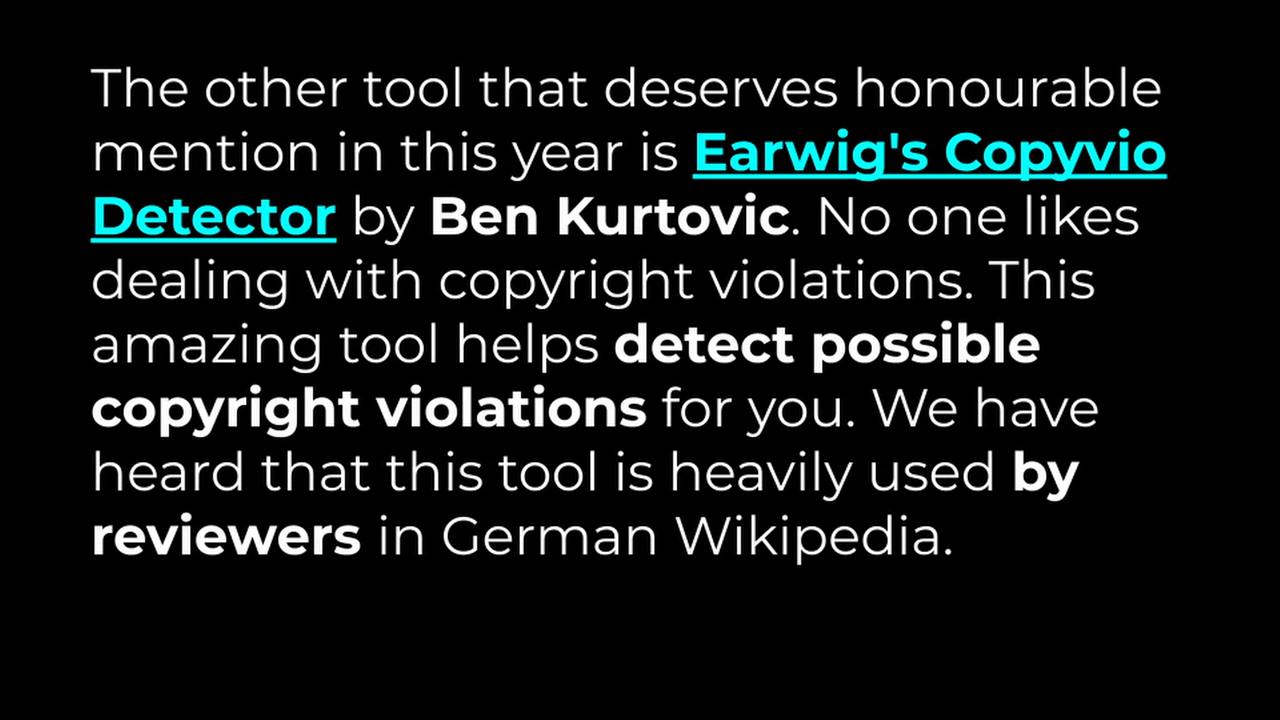 The other tool that deserves honourable
mention in this year is Earwig's Copyvio
Detector by Ben Kurtovic. No one likes
dealing with copyright violations. This
amazing tool helps detect possible
copyright violations for you. We have
heard that this tool is heavily used by
reviewers in German Wikipedia.